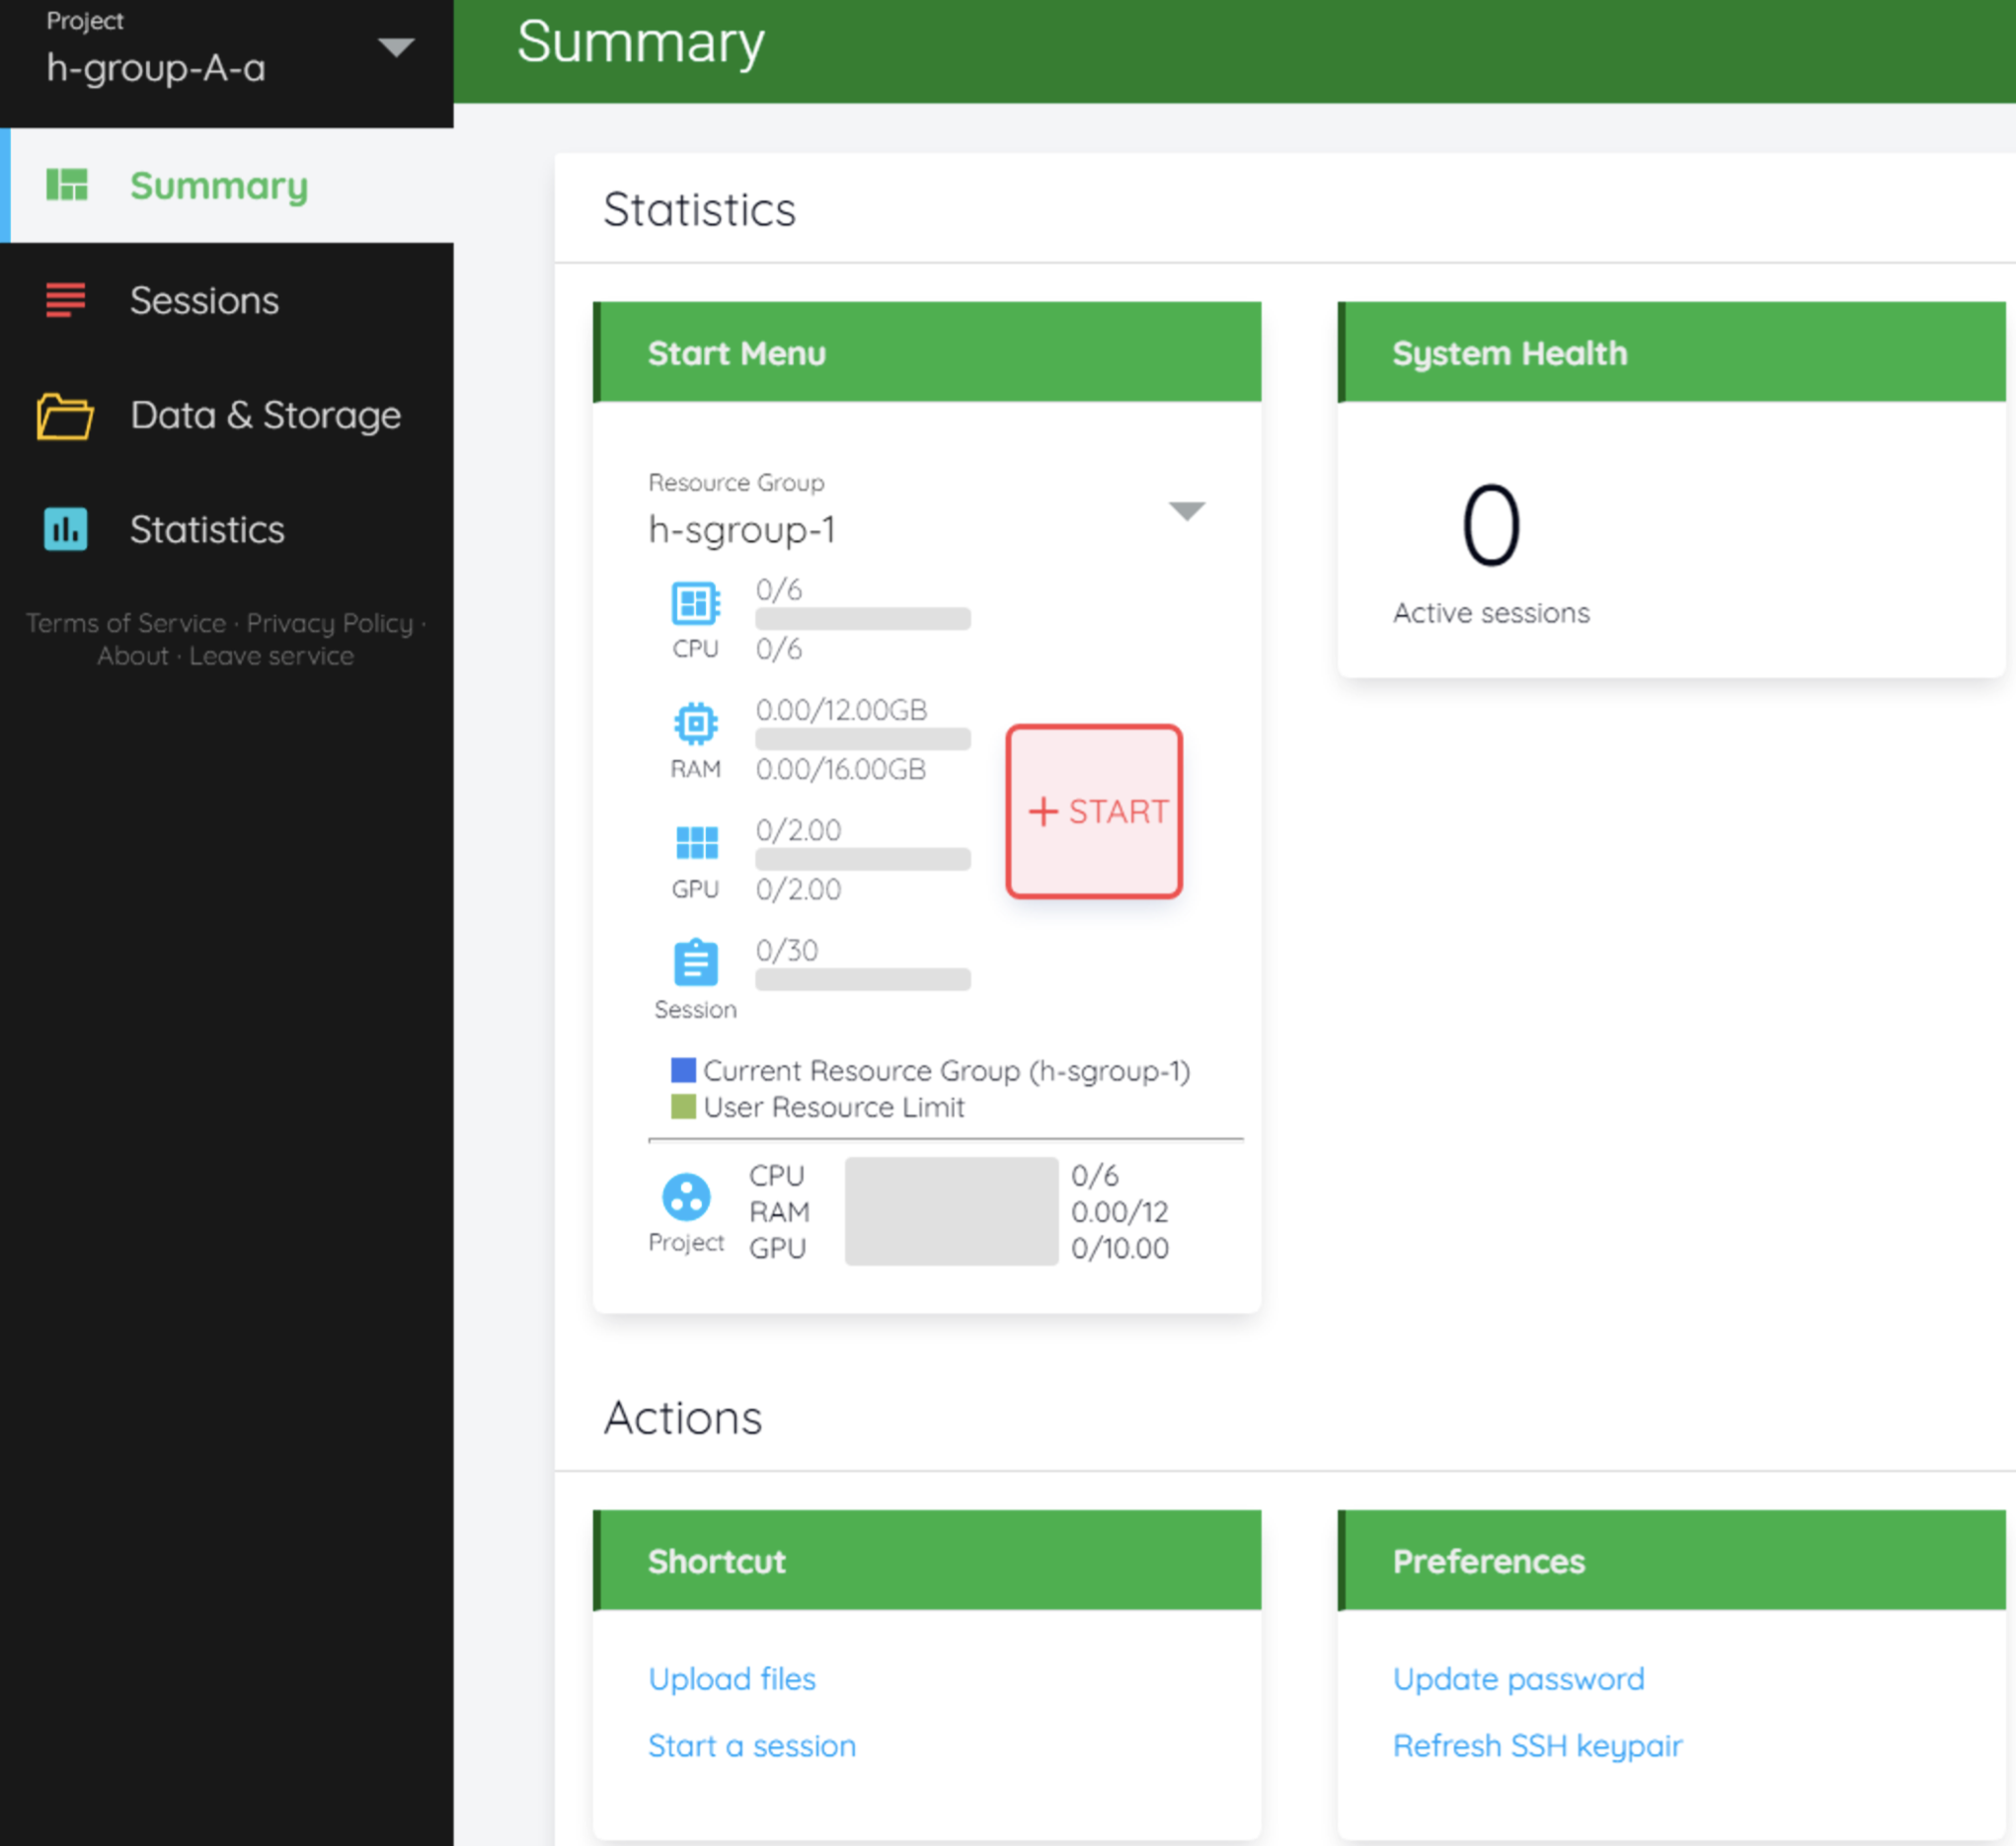 Project
h-group-A-a
Summary
Sessions
Data & Storage
Statistics
Terms of Service · Privacy Policy ·
About · Leave service
Summary
Statistics
Start Menu
Resource Group
h-sgroup-1
0/6
CPU
0/6
0.00/12.00GB
RAM
0.00/16.00GB
0/2.00
GPU
0/2.00
0/30
Session
+ START
Current Resource Group (h-sgroup-1)
User Resource Limit
Project
CPU 0/6
RAM 0.00/12
GPU 0/10.00
System Health
0
Active sessions
Actions
Shortcut
Upload files
Start a session
Preferences
Update password
Refresh SSH keypair